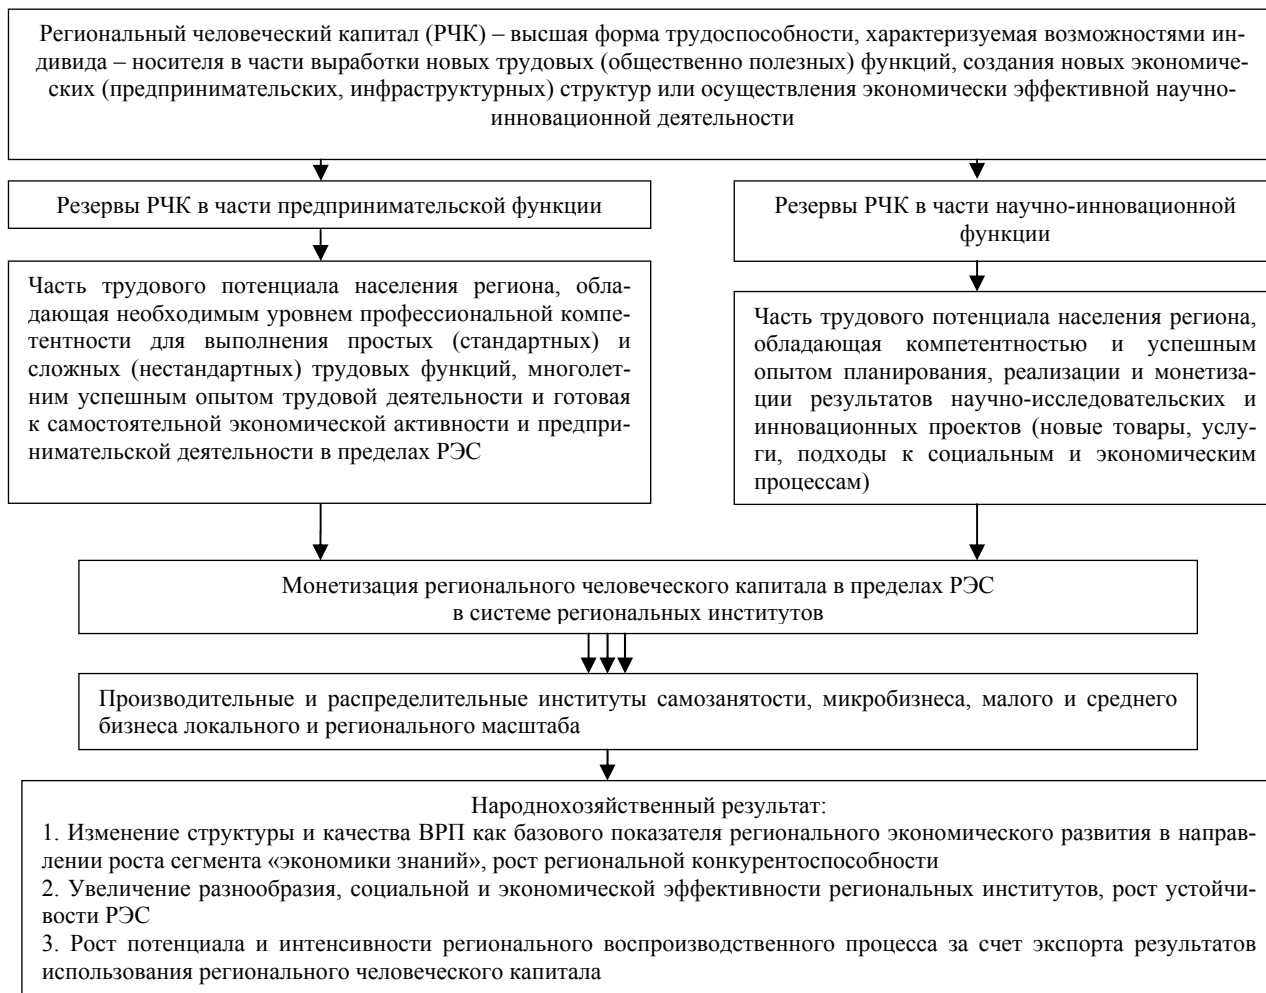 Региональный человеческий капитал (РЧК) – высшая форма трудоспособности, характеризуемая возможностями ин-
дивида – носителя в части выработки новых трудовых (общественно полезных) функций, создания новых экономиче-
ских (предпринимательских, инфраструктурных) структур или осуществления экономически эффективной научно-
инновационной деятельности
Резервы РЧК в части предпринимательской функции
Резервы РЧК в части научно-инновационной
функции
Часть трудового потенциала населения региона, обла-
дающая необходимым уровнем профессиональной компе-
тентности для выполнения простых (стандартных) и
сложных (нестандартных) трудовых функций, многолет-
ним успешным опытом трудовой деятельности и готовая
к самостоятельной экономической активности и предпри-
нимательской деятельности в пределах РЭС
Часть трудового потенциала населения региона,
обладающая компетентностью и успешным
опытом планирования, реализации и монетиза-
ции результатов научно-исследовательских и
инновационных проектов (новые товары, услу-
ги, подходы к социальным и экономическим
процессам)
Монетизация регионального человеческого капитала в пределах РЭС
в системе региональных институтов
Производительные и распределительные институты самозанятости, микробизнеса, малого и среднего
бизнеса локального и регионального масштаба
Народнохозяйственный результат:
1. Изменение структуры и качества ВРП как базового показателя регионального экономического развития в направ-
лении роста сегмента «экономики знаний», рост региональной конкурентоспособности
2. Увеличение разнообразия, социальной и экономической эффективности региональных институтов, рост устойчи-
вости РЭС
3. Рост потенциала и интенсивности регионального воспроизводственного процесса за счет экспорта результатов
использования регионального человеческого капитала